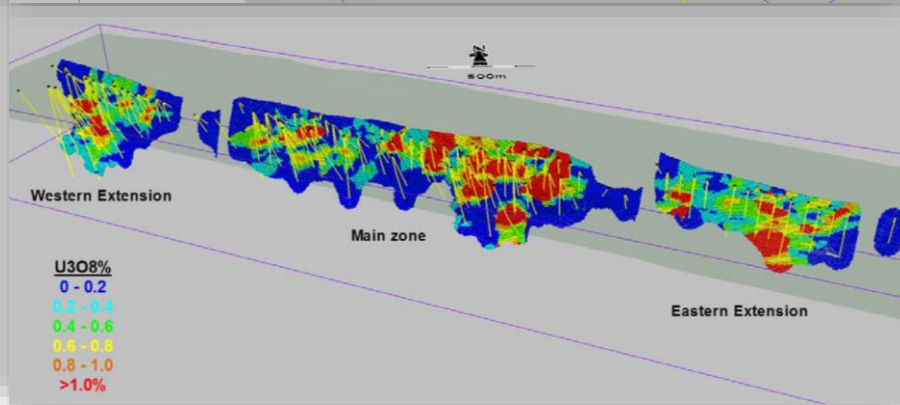 N
500m
Western Extension
Main zone
Eastern Extension
U3O8%
0 - 0.2
0.2 - 0.4
0.4 - 0.6
0.6 - 0.8
0.8 - 1.0
>1.0%